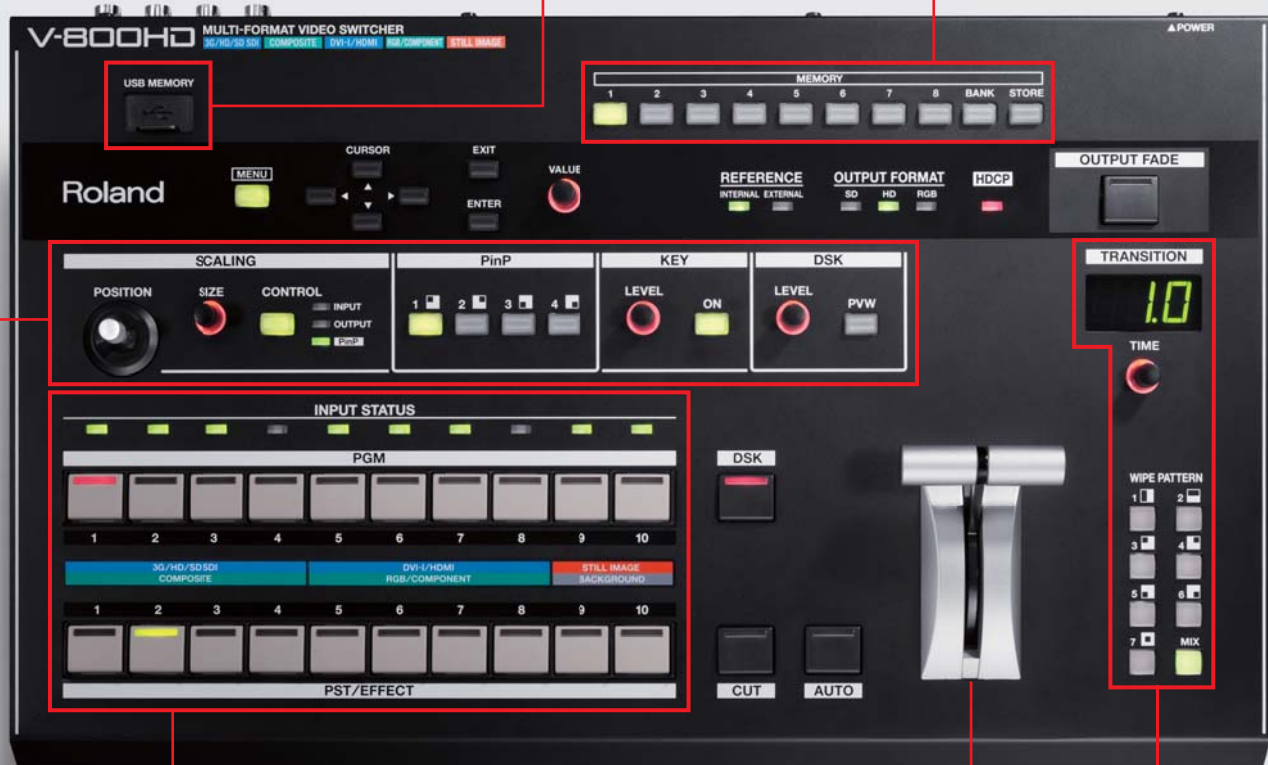 V-800HD MULTI-FORMAT VIDEO SWITCHER
3G/HD/SD SDI COMPOSITE DVI-I/HDMI RGB/COMPONENT STILL IMAGE
▲POWER
USB MEMORY
MEMORY
1 2 3 4 5 6 7 8 BANK STORE
Roland
MENU
CURSOR
EXIT
ENTER
VALUE
REFERENCE
INTERNAL EXTERNAL
OUTPUT FORMAT
SD HD RGB
HDCP
OUTPUT FADE
SCALING
POSITION
SIZE
CONTROL
INPUT
OUTPUT
PinP
PinP
1 2 3 4
KEY
LEVEL
ON
DSK
LEVEL
PVW
TRANSITION
1.0
TIME
INPUT STATUS
PGM
1 2 3 4 5 6 7 8 9 10
3G/HD/SD SDI DVI-I/HDMI STILL IMAGE
COMPOSITE RGB/COMPONENT BACKGROUND
1 2 3 4 5 6 7 8 9 10
PST/EFFECT
DSK
CUT
AUTO
WIPE PATTERN
1 2
3 4
5 6
7 MIX